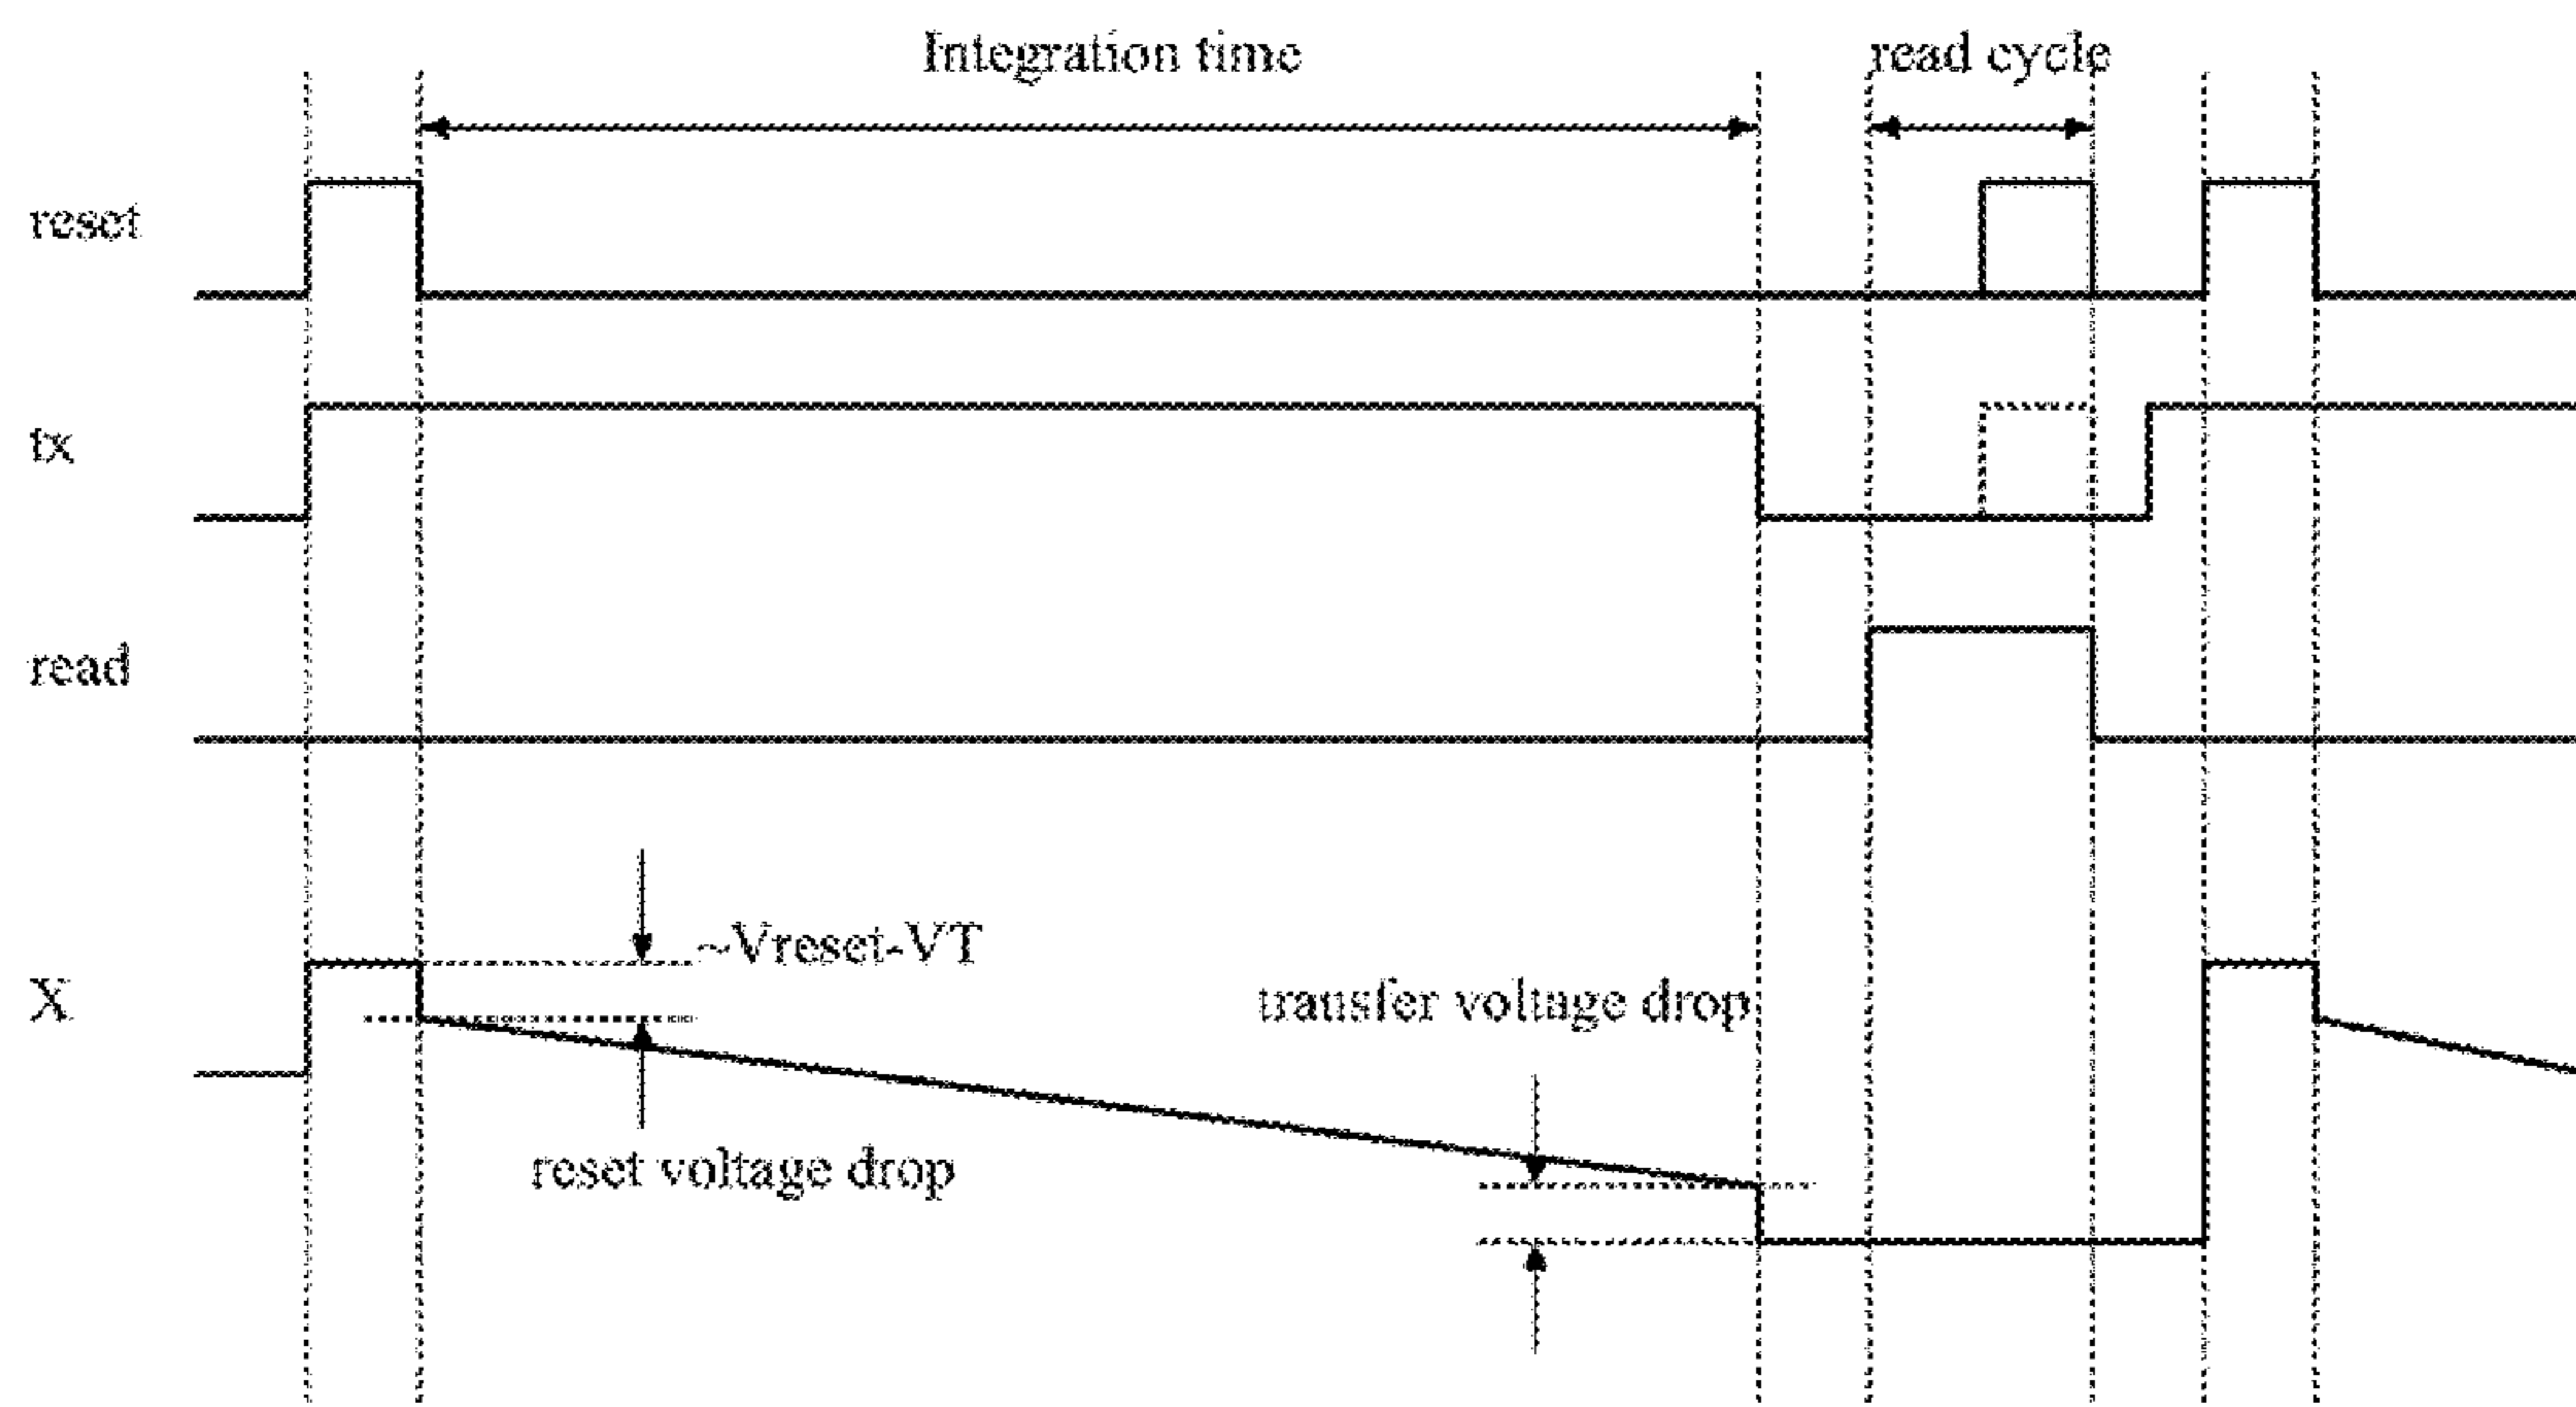 Integration time
read cycle
reset
tx
read
~Vreset-VT
X
transfer voltage drop
reset voltage drop